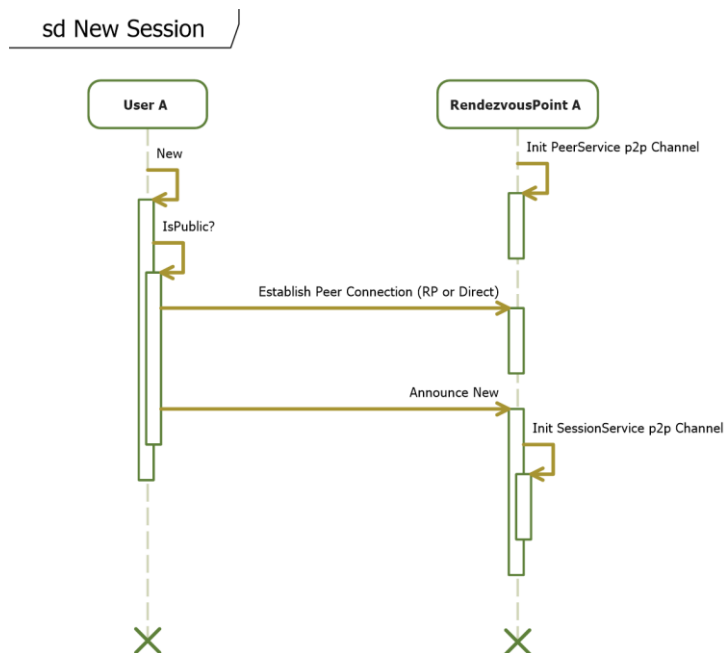 sd New Session
User A
RendezvousPoint A
Init PeerService p2p Channel
New
IsPublic?
Establish Peer Connection (RP or Direct)
Announce New
Init SessionService p2p Channel